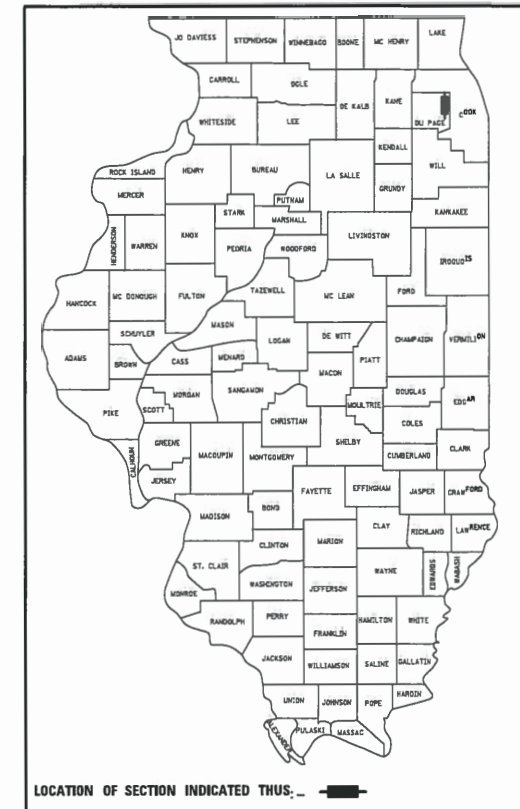 JO DAVIESS STEPHENSON WINNEBAGO BOONE MC HENRY LAKE
CARROLL OGLE
DE KALB KANE COOK
DU PAGE
WHITESIDE LEE
KENDALL
WILL
ROCK ISLAND HENRY BUREAU LA SALLE
GRUNDY
MERCER PUTNAM KANKAKEE
STARK MARSHALL
HENDERSON WARREN KNOX PEORIA WOODFORD LIVINGSTON
IROQUOIS
TAZEWELL
HANCOCK MC DONOUGH FULTON MC LEAN FORD
MASON
SCHUYLER LOGAN DE WITT CHAMPAIGN VERMILION
ADAMS BROWN CASS MENARD PIATT
MACON
MORGAN SANGAMON DOUGLAS EDGAR
PIKE SCOTT MOULTRIE
CHRISTIAN COLES
GREENE SHELBY
CALHOUN MACOUPIN MONTGOMERY CUMBERLAND CLARK
JERSEY FAYETTE EFFINGHAM JASPER CRAWFORD
BOND
MADISON CLAY
RICHLAND LAWRENCE
CLINTON MARION
ST. CLAIR WAYNE EDWARDS WABASH
WASHINGTON JEFFERSON
MONROE
RANDOLPH PERRY HAMILTON WHITE
FRANKLIN
JACKSON WILLIAMSON SALINE GALLATIN
UNION JOHNSON POPE HARDIN
ALEXANDER PULASKI MASSAC
LOCATION OF SECTION INDICATED THUS: –